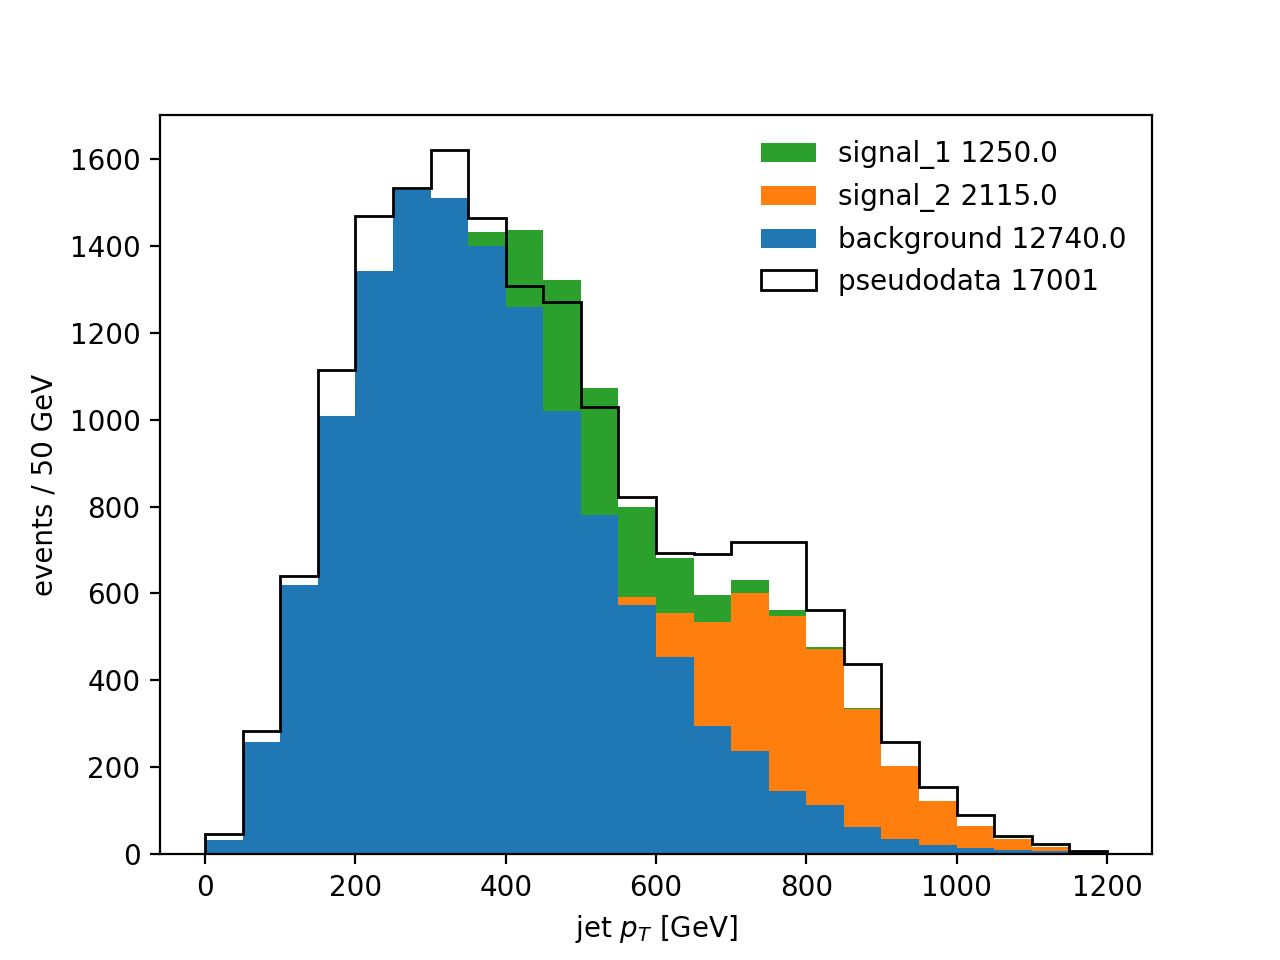 signal_1 1250.0
signal_2 2115.0
background 12740.0
pseudodata 17001
1600
1400
1200
1000
800
600
400
200
0
events / 50 GeV
0 200 400 600 800 1000 1200
jet p_T [GeV]